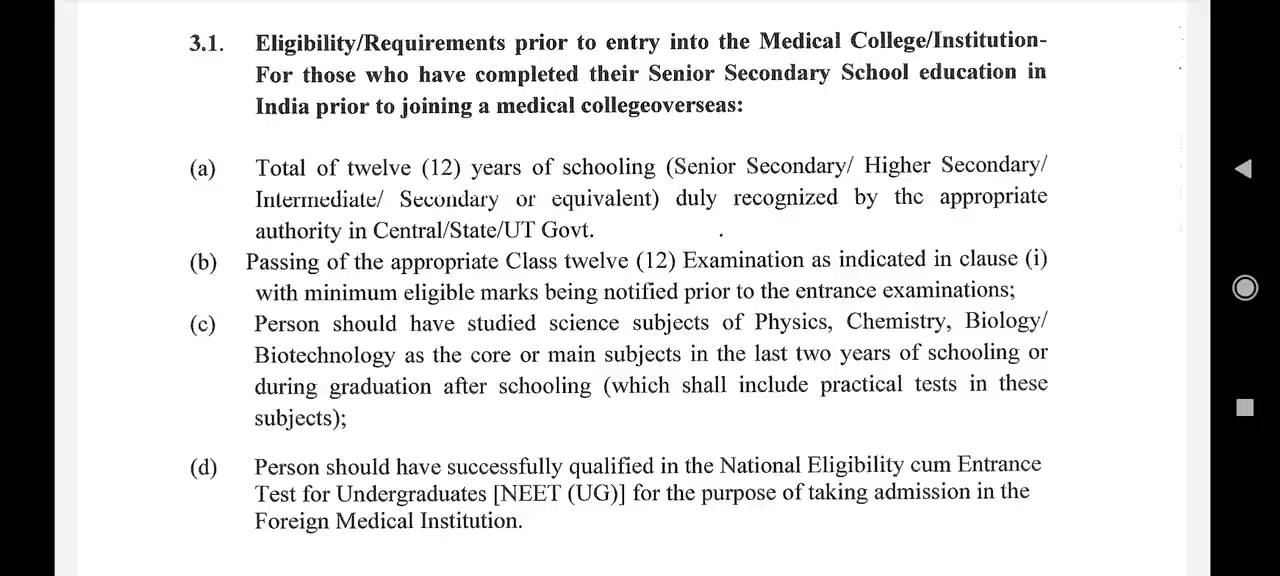 3.1. Eligibility/Requirements prior to entry into the Medical College/Institution-
For those who have completed their Senior Secondary School education in
India prior to joining a medical collegeoverseas:
(a) Total of twelve (12) years of schooling (Senior Secondary/ Higher Secondary/
Intermediate/ Secondary or equivalent) duly recognized by the appropriate
authority in Central/State/UT Govt.
(b) Passing of the appropriate Class twelve (12) Examination as indicated in clause (i)
with minimum eligible marks being notified prior to the entrance examinations;
(c) Person should have studied science subjects of Physics, Chemistry, Biology/
Biotechnology as the core or main subjects in the last two years of schooling or
during graduation after schooling (which shall include practical tests in these
subjects);
(d) Person should have successfully qualified in the National Eligibility cum Entrance
Test for Undergraduates [NEET (UG)] for the purpose of taking admission in the
Foreign Medical Institution.